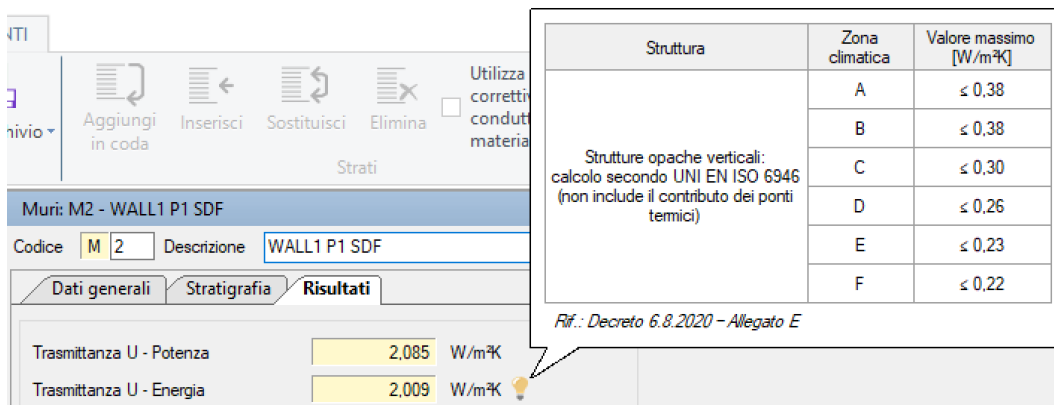 NTI
Aggiungi
in coda
Inserisci
Sostituisci
Elimina
Utilizza
correttiv
condutt
materia
hivio
Strati
Muri: M2 - WALL1 P1 SDF
Codice M 2 Descrizione WALL1 P1 SDF
Dati generali Stratigrafia Risultati
Trasmittanza U - Potenza 2,085 W/m²K
Trasmittanza U - Energia 2,009 W/m²K
Struttura Zona climatica Valore massimo [W/m²K]
Strutture opache verticali:
calcolo secondo UNI EN ISO 6946
(non include il contributo dei ponti
termici)
A ≤ 0,38
B ≤ 0,38
C ≤ 0,30
D ≤ 0,26
E ≤ 0,23
F ≤ 0,22
Rif.: Decreto 6.8.2020 – Allegato E